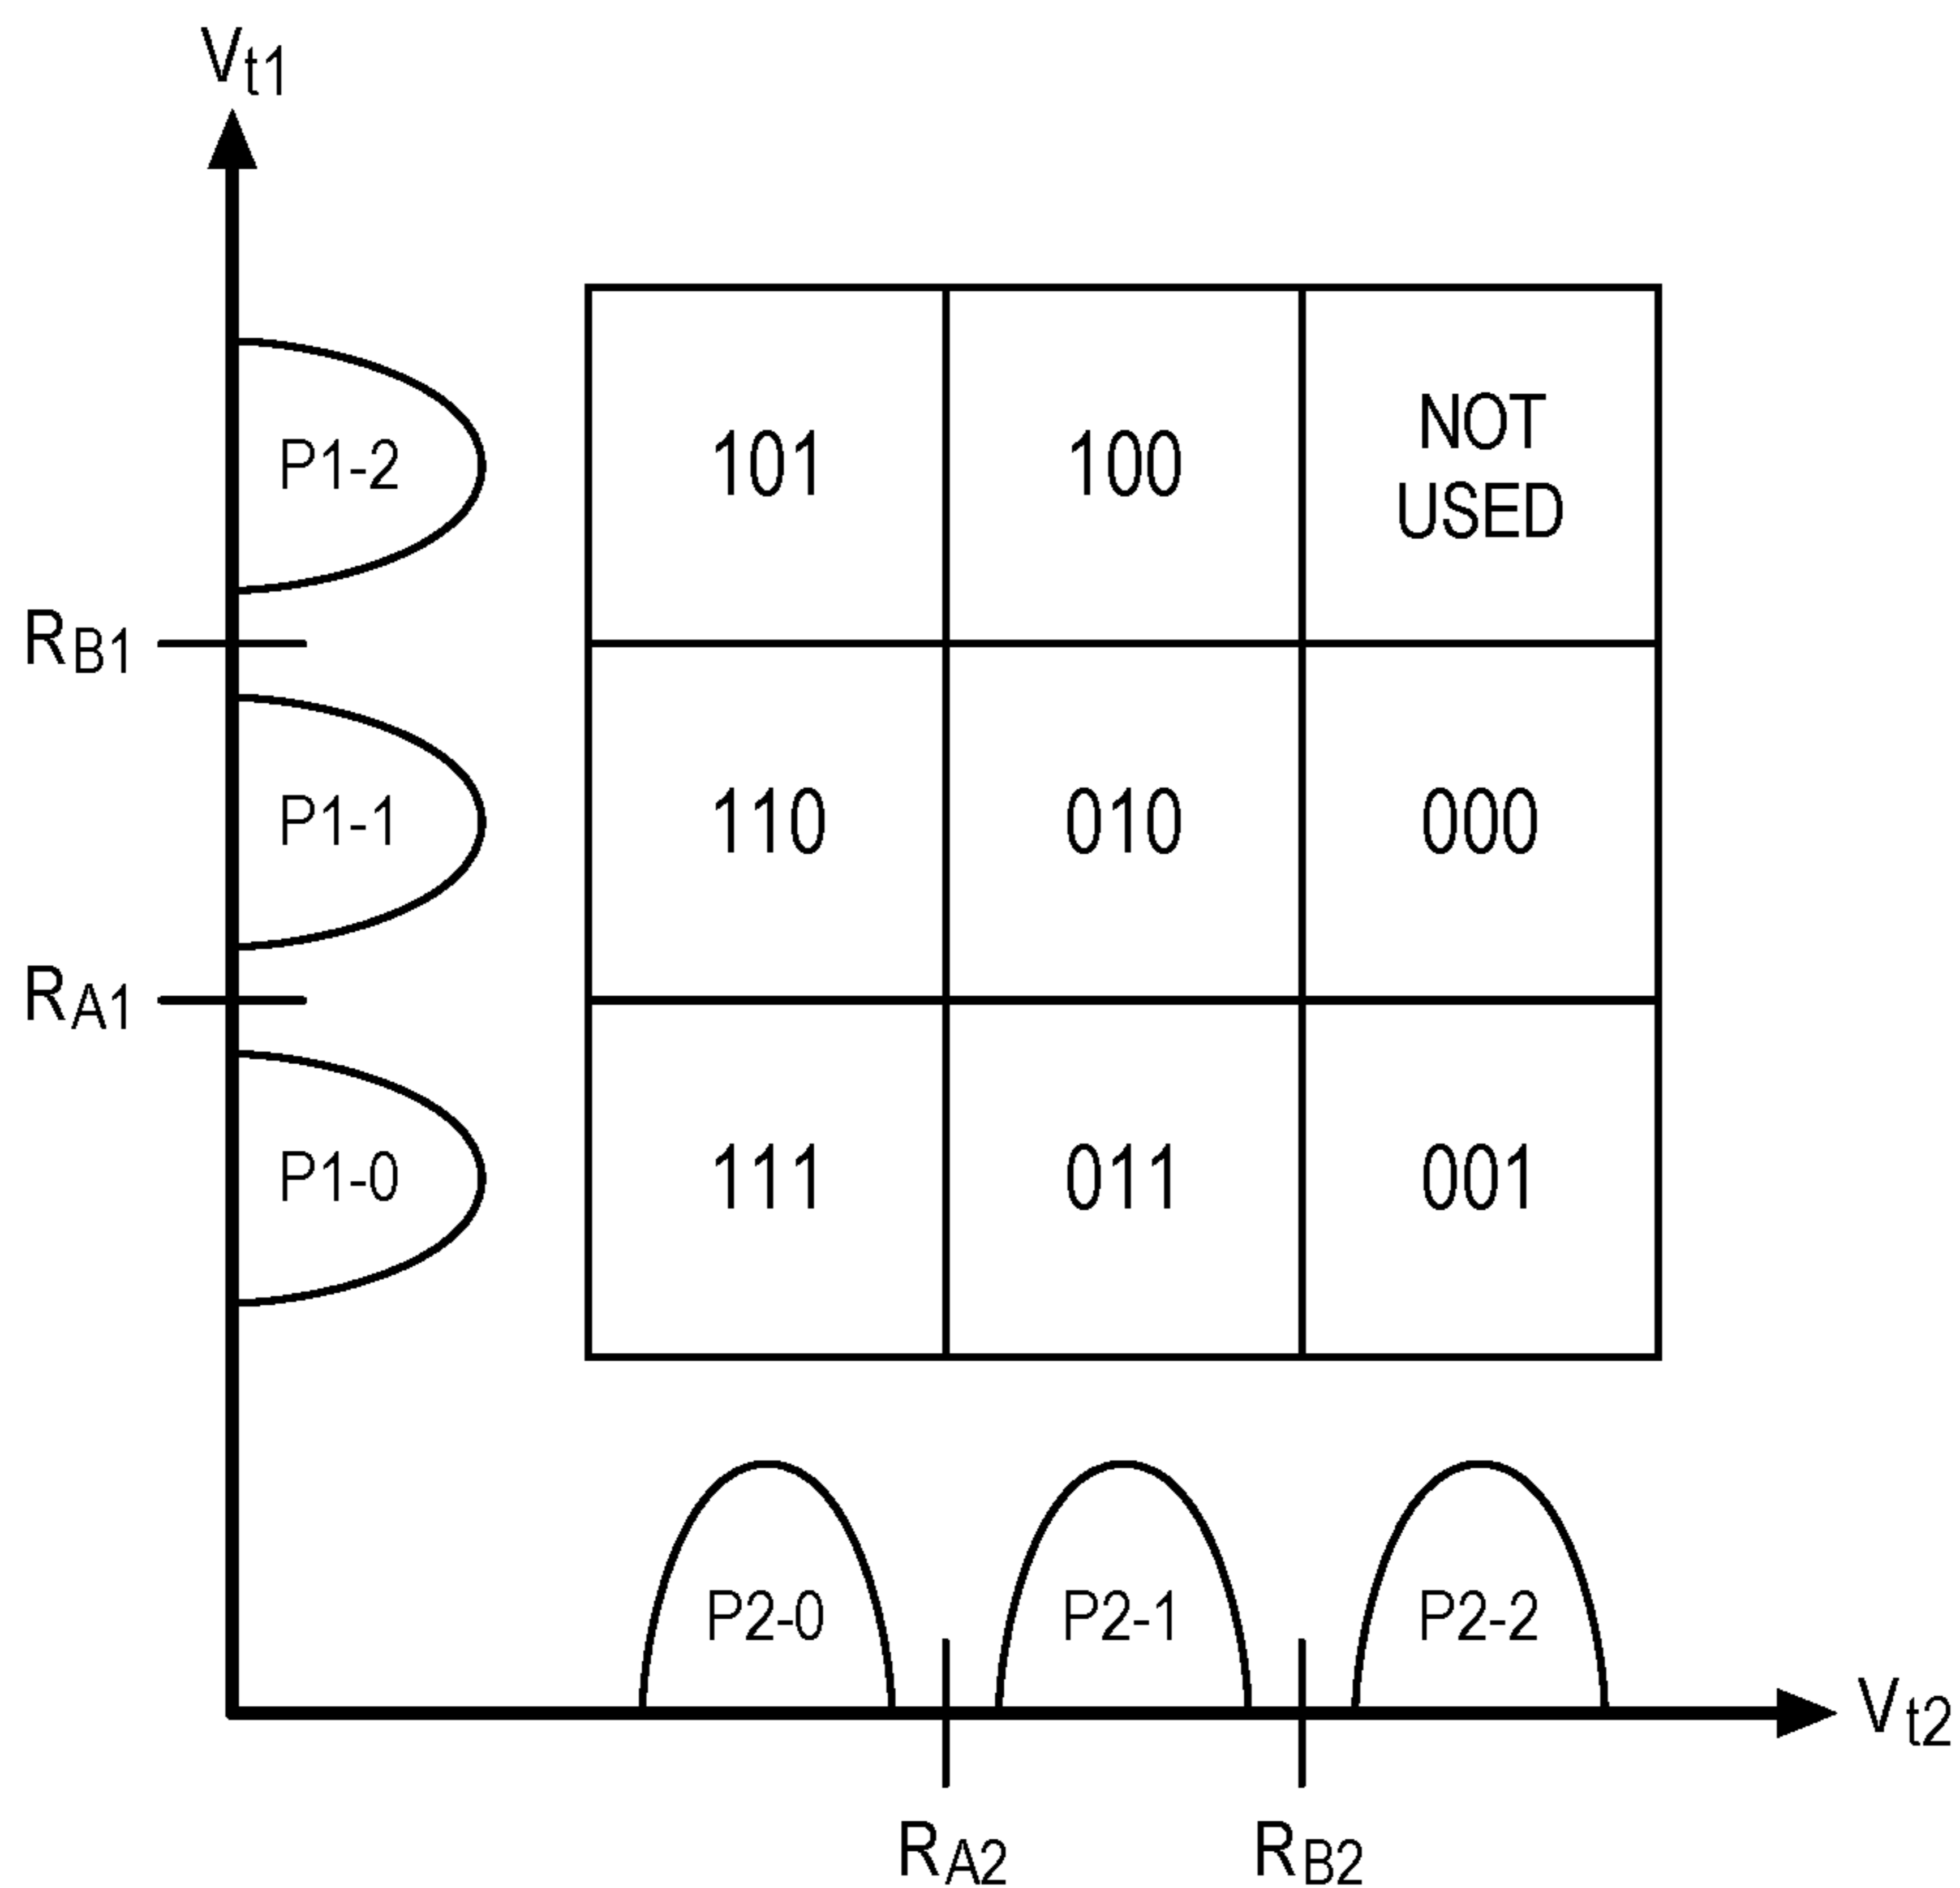 Vt1
P1-2
101
100
NOT
USED
RB1
P1-1
110
010
000
RA1
P1-0
111
011
001
P2-0
P2-1
P2-2
Vt2
RA2
RB2